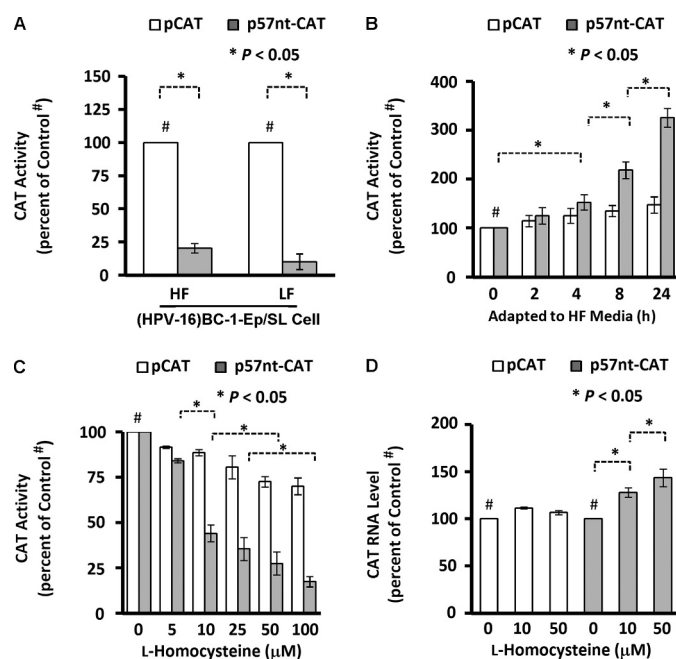 A
pCAT p57nt-CAT
* P < 0.05
CAT Activity
(percent of Control #)
150
125
100
75
50
25
0
# * # *
HF LF
(HPV-16)BC-1-Ep/SL Cell
B
pCAT p57nt-CAT
* P < 0.05
CAT Activity
(percent of Control #)
400
300
200
100
0
# * * *
0 2 4 8 24
Adapted to HF Media (h)
C
pCAT p57nt-CAT
* P < 0.05
CAT Activity
(percent of Control #)
100
75
50
25
0
# * * *
0 5 10 25 50 100
L-Homocysteine (μM)
D
pCAT p57nt-CAT
* P < 0.05
CAT RNA Level
(percent of Control #)
200
150
100
50
0
# # * *
0 10 50 0 10 50
L-Homocysteine (μM)